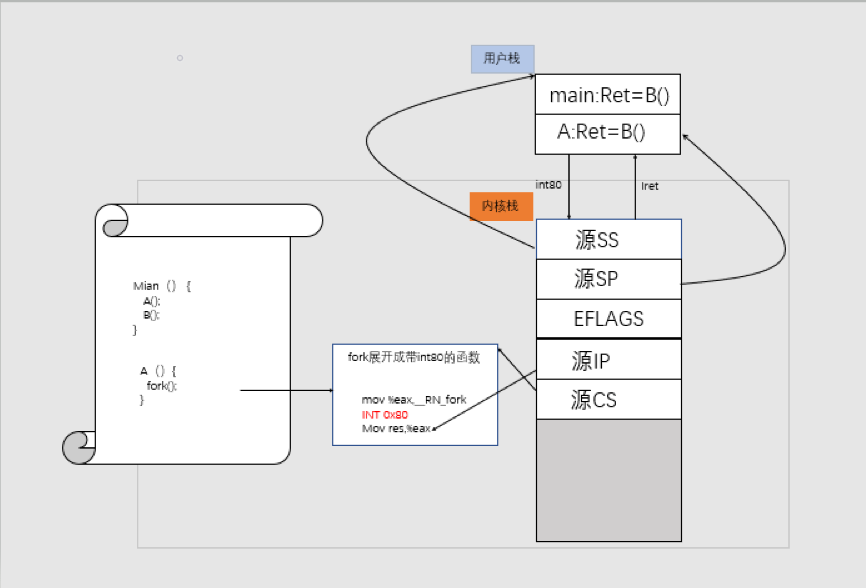 用户栈
main:Ret=B()
A:Ret=B()
int80
Iret
内核栈
源SS
源SP
EFLAGS
源IP
源CS
Mian（）{
A();
B();
}
A（）{
fork();
}
fork展开成带int80的函数
mov %eax,__RN_fork
INT 0x80
Mov res,%eax